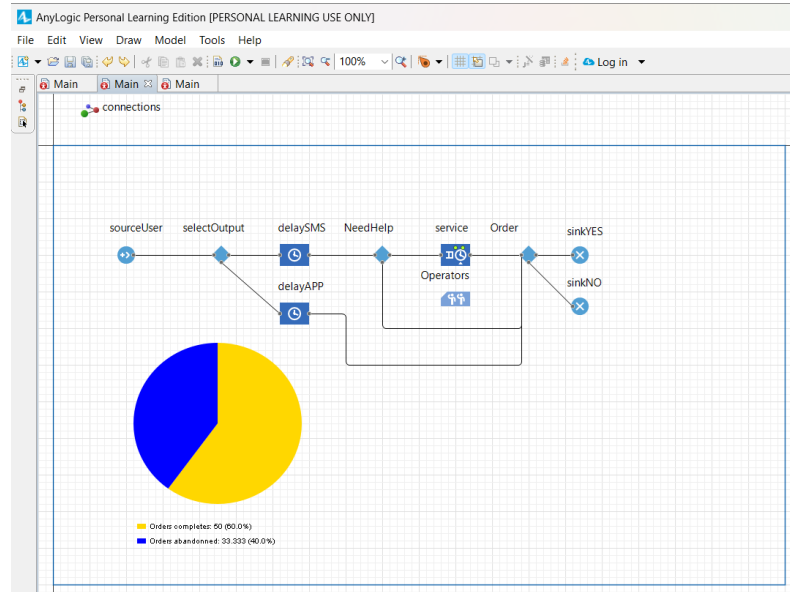 AnyLogic Personal Learning Edition [PERSONAL LEARNING USE ONLY]
File Edit View Draw Model Tools Help
100% Log in
Main Main Main
connections
sourceUser selectOutput delaySMS NeedHelp service Order sinkYES
Operators
sinkNO
delayAPP
Orders completes: 50 (60.0%)
Orders abandonned: 33.333 (40.0%)